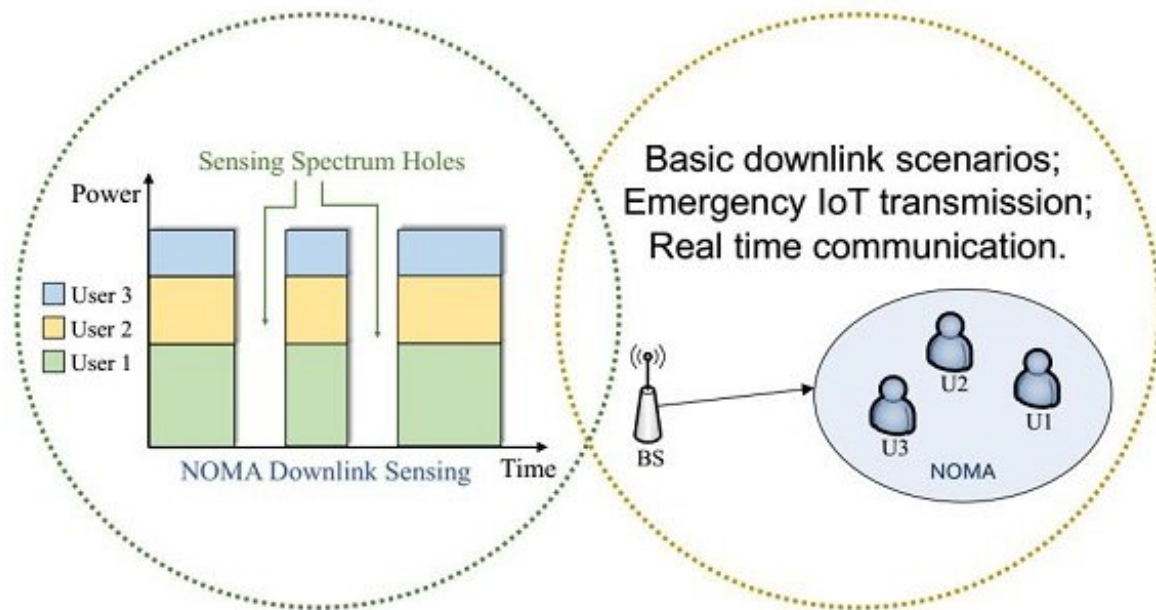 Sensing Spectrum Holes
Power
User 3
User 2
User 1
Time
NOMA Downlink Sensing
Basic downlink scenarios;
Emergency IoT transmission;
Real time communication.
BS
U2
U1
U3
NOMA